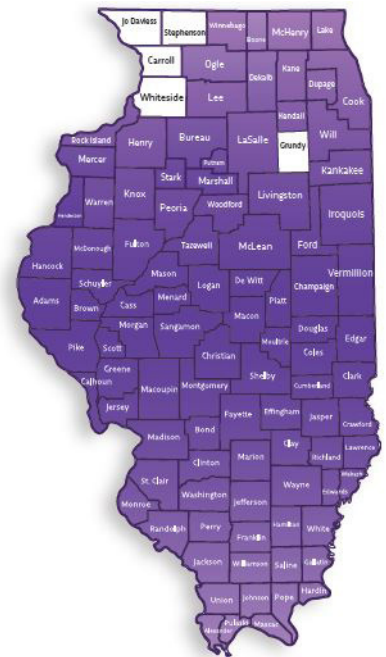 Jo Daviess
Stephenson
Winnebago
Boone
McHenry
Lake
Carroll
Ogle
DeKalb
Kane
Cook
Whiteside
Lee
Dupage
Kendall
Will
Rock Island
Henry
Bureau
LaSalle
Grundy
Mercer
Putnam
Kankakee
Stark
Marshall
Knox
Livingston
Warren
Henderson
Peoria
Woodford
Iroquois
Fulton
Tazewell
McLean
Ford
McDonough
Hancock
Mason
Vermillion
Schuyler
Logan
De Witt
Champaign
Adams
Brown
Cass
Menard
Piatt
Macon
Morgan
Sangamon
Douglas
Pike
Scott
Moultrie
Edgar
Christian
Coles
Greene
Shelby
Calhoun
Macoupin
Montgomery
Cumberland
Clark
Jersey
Fayette
Effingham
Jasper
Crawford
Madison
Bond
Clay
Clinton
Marion
Richland
Lawrence
St. Clair
Wayne
Wabash
Washington
Edwards
Monroe
Jefferson
Randolph
Perry
Hamilton
White
Franklin
Jackson
Williamson
Saline
Gallatin
Union
Johnson
Pope
Hardin
Alexander
Pulaski
Massac